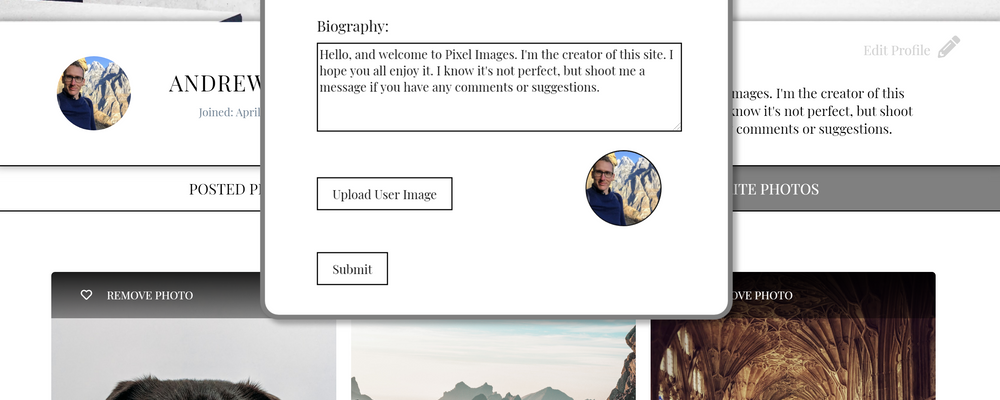 Biography:
Hello, and welcome to Pixel Images. I'm the creator of this site. I
hope you all enjoy it. I know it's not perfect, but shoot me a
message if you have any comments or suggestions.
Upload User Image
Submit
Edit Profile
ANDREW
Joined: April
I'm the creator of this
know it's not perfect, but shoot
comments or suggestions.
POSTED
PHOTOS
REMOVE PHOTO
PHOTO